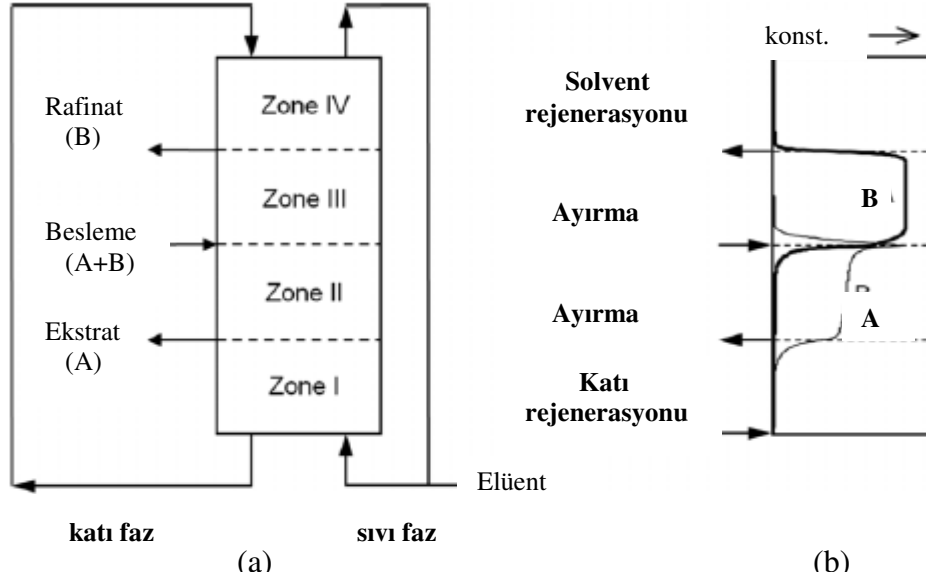 Rafinat
(B)
Besleme
(A+B)
Ekstrat
(A)
Zone IV
Zone III
Zone II
Zone I
Elüent
katı faz
sıvı faz
(a)
konst.
Solvent
rejenerasyonu
Ayırma
Ayırma
Katı
rejenerasyonu
B
A
(b)